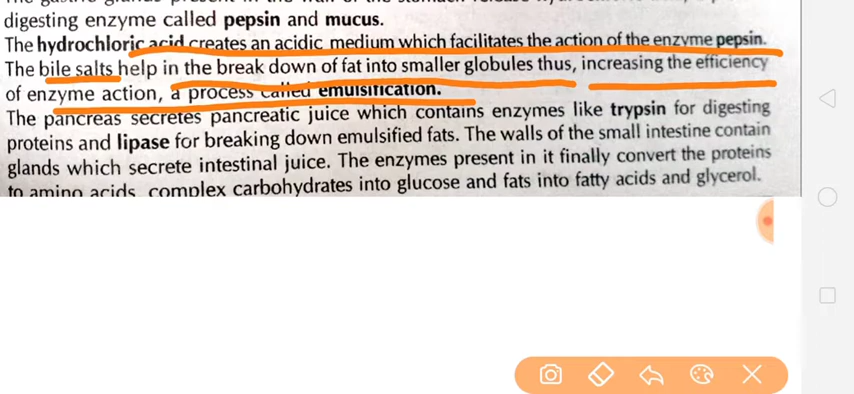 digesting enzyme called pepsin and mucus.
The hydrochloric acid creates an acidic medium which facilitates the action of the enzyme pepsin.
The bile salts help in the break down of fat into smaller globules thus, increasing the efficiency
of enzyme action, a process called emulsification.
The pancreas secretes pancreatic juice which contains enzymes like trypsin for digesting
proteins and lipase for breaking down emulsified fats. The walls of the small intestine contain
glands which secrete intestinal juice. The enzymes present in it finally convert the proteins
to amino acids, complex carbohydrates into glucose and fats into fatty acids and glycerol.